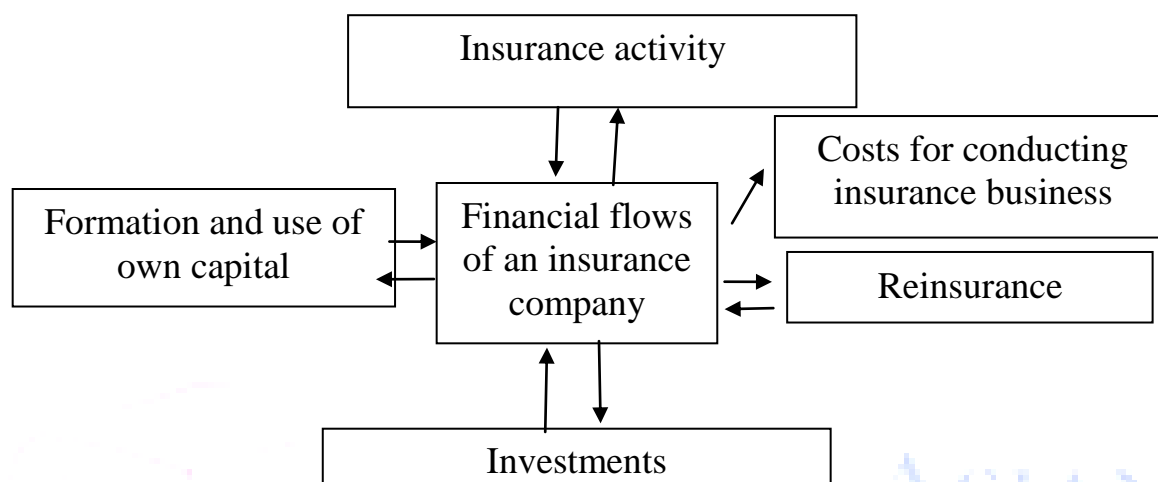 Insurance activity
Costs for conducting
insurance business
Formation and use of
own capital
Financial flows
of an insurance
company
Reinsurance
Investments